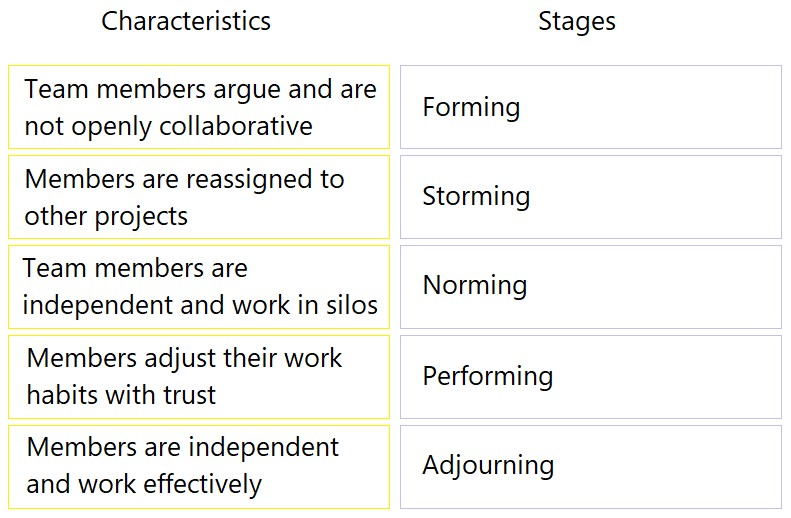 Characteristics
Stages
Team members argue and are
not openly collaborative
Forming
Members are reassigned to
other projects
Storming
Team members are
independent and work in silos
Norming
Members adjust their work
habits with trust
Performing
Members are independent
and work effectively
Adjourning